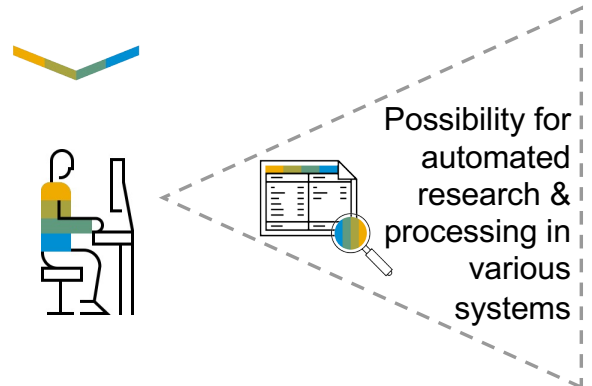 Possibility for
automated
research &
processing in
various
systems